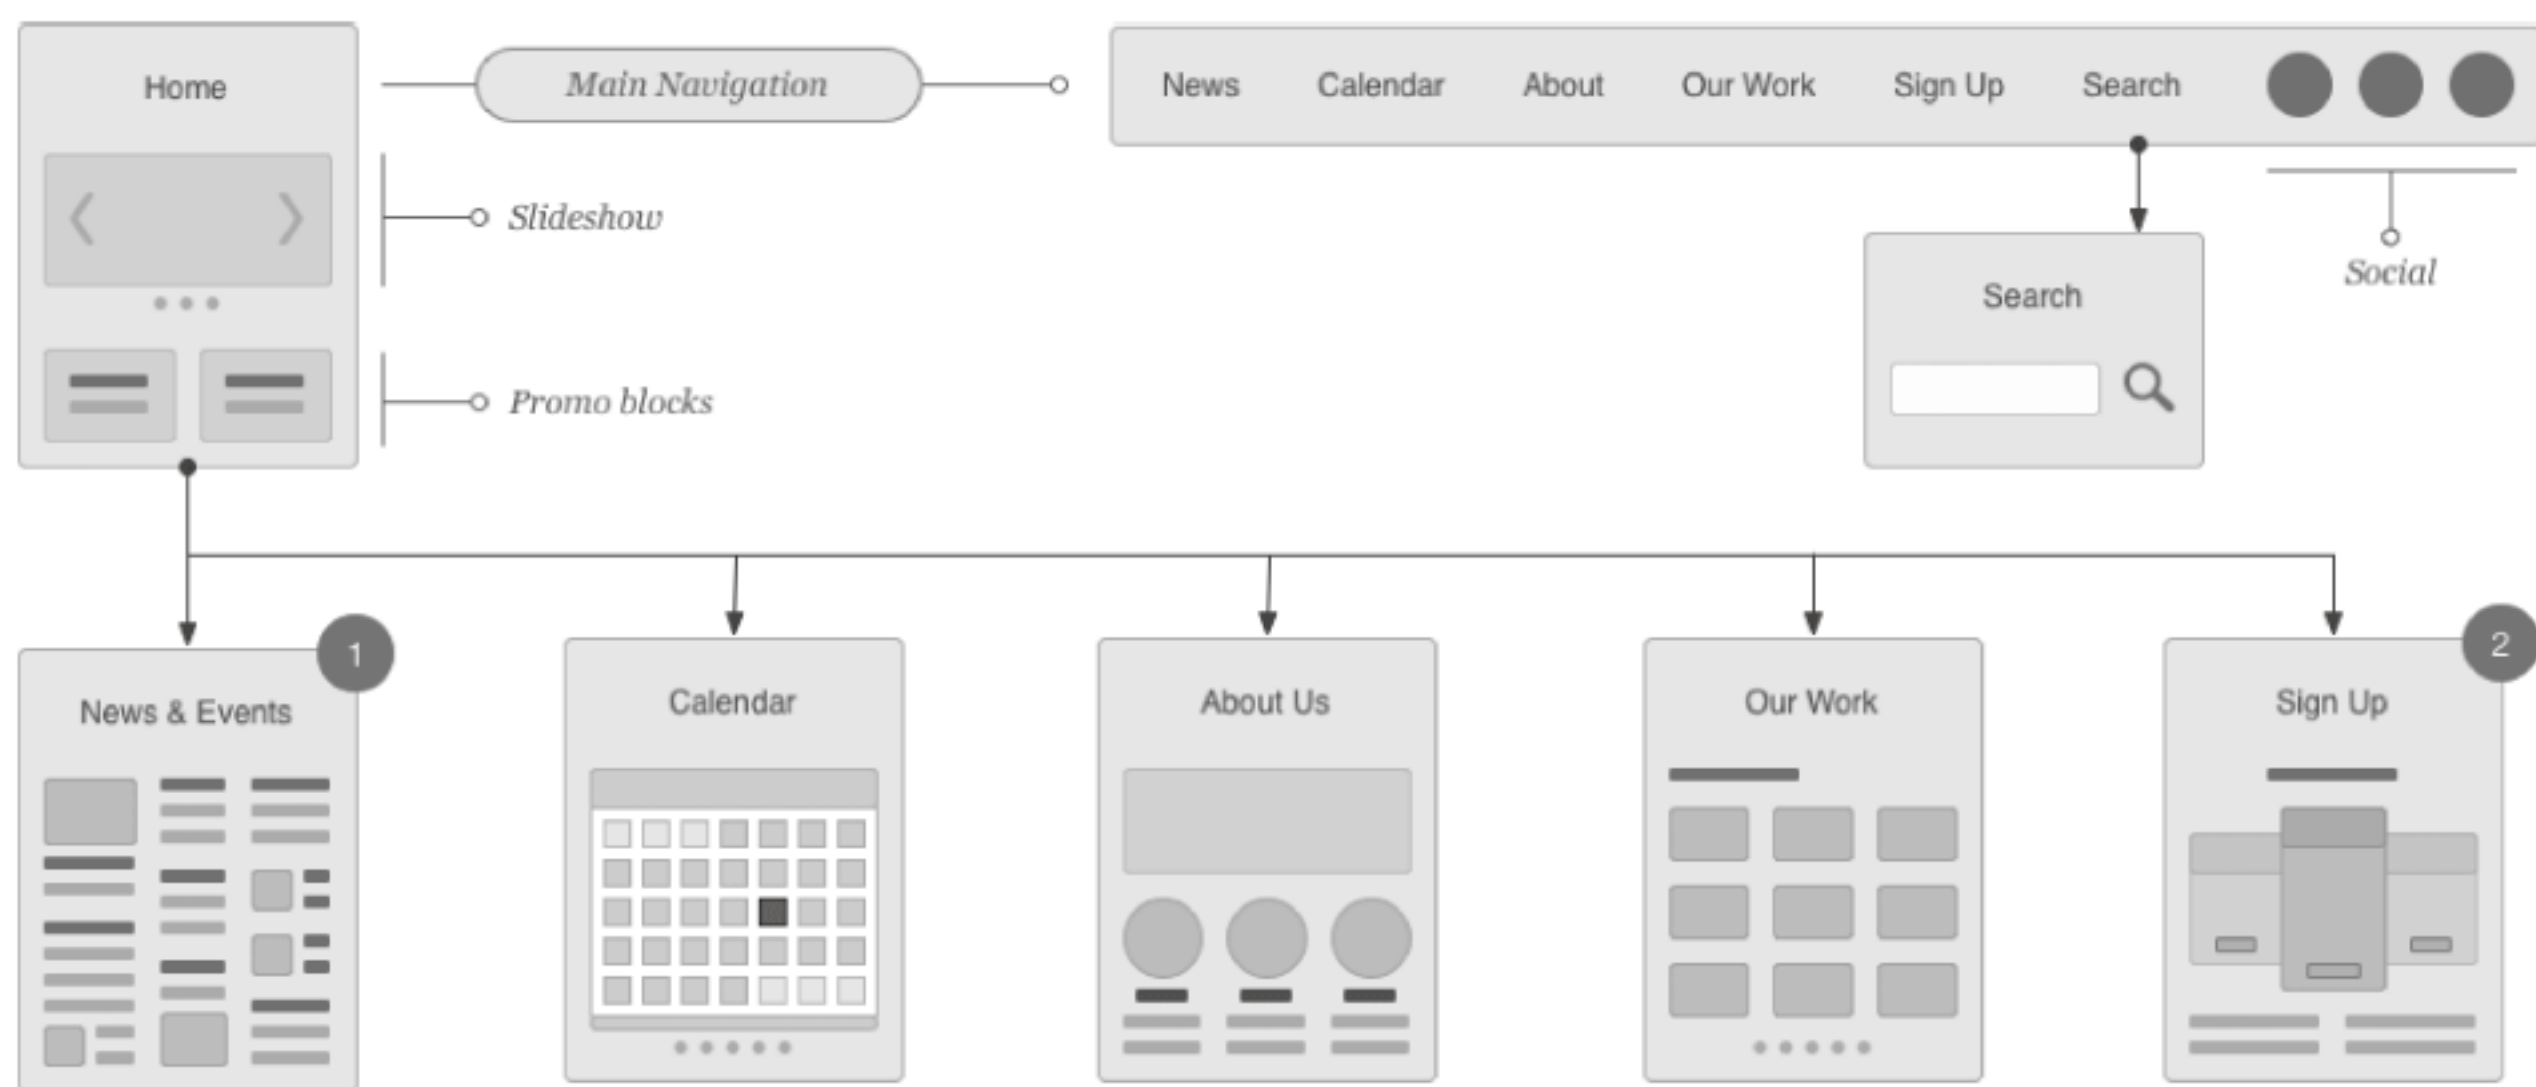 Home
Main Navigation
News Calendar About Our Work Sign Up Search
Slideshow
Social
Search
Promo blocks
1
2
News & Events
Calendar
About Us
Our Work
Sign Up